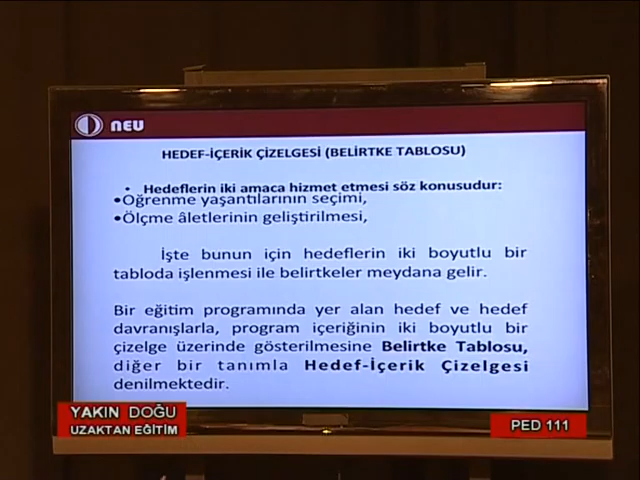 NEU
HEDEF-İÇERİK ÇİZELGESİ (BELİRTKE TABLOSU)
• Hedeflerin iki amaca hizmet etmesi söz konusudur:
•Öğrenme yaşantılarının seçimi,
•Ölçme âletlerinin geliştirilmesi,
İşte bunun için hedeflerin iki boyutlu bir
tabloda işlenmesi ile belirtkeler meydana gelir.
Bir eğitim programında yer alan hedef ve hedef
davranışlarla, program içeriğinin iki boyutlu bir
çizelge üzerinde gösterilmesine Belirtke Tablosu,
diğer bir tanımla Hedef-İçerik Çizelgesi
denilmektedir.
YAKIN DOĞU
UZAKTAN EĞİTİM
PED 111